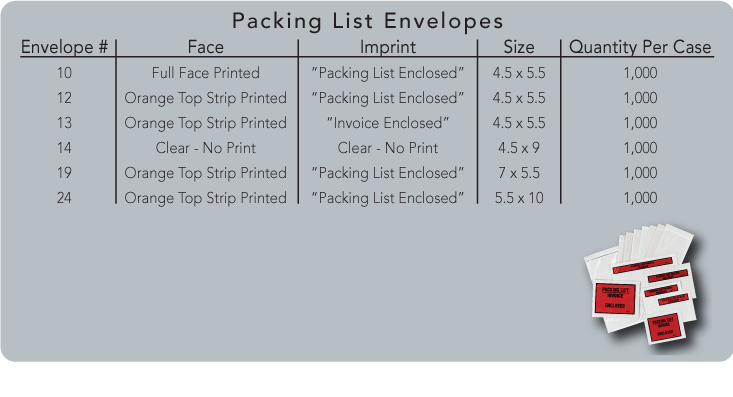 Packing List Envelopes
Envelope # Face Imprint Size Quantity Per Case
10 Full Face Printed “Packing List Enclosed” 4.5 x 5.5 1,000
12 Orange Top Strip Printed “Packing List Enclosed” 4.5 x 5.5 1,000
13 Orange Top Strip Printed “Invoice Enclosed” 4.5 x 5.5 1,000
14 Clear - No Print Clear - No Print 4.5 x 9 1,000
19 Orange Top Strip Printed “Packing List Enclosed” 7 x 5.5 1,000
24 Orange Top Strip Printed “Packing List Enclosed” 5.5 x 10 1,000
PACKING LIST
INVOICE
ENCLOSED
PACKING LIST
INVOICE
ENCLOSED